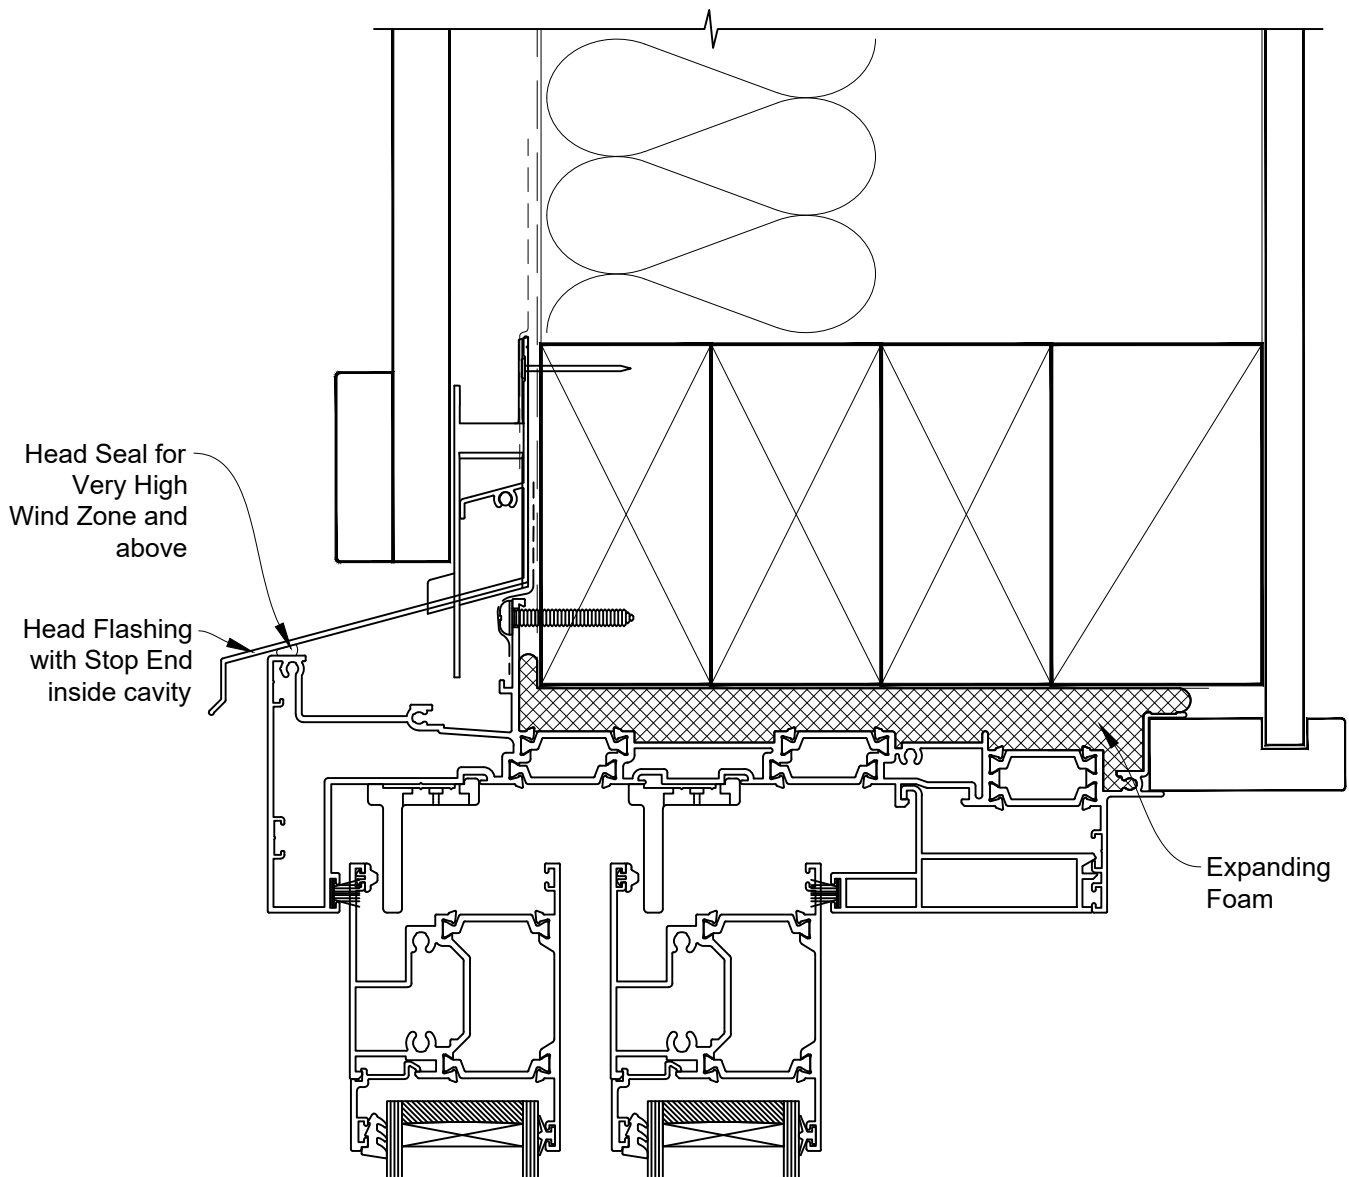 Head Seal for
Very High
Wind Zone and
above
Head Flashing
with Stop End
inside cavity
Expanding
Foam